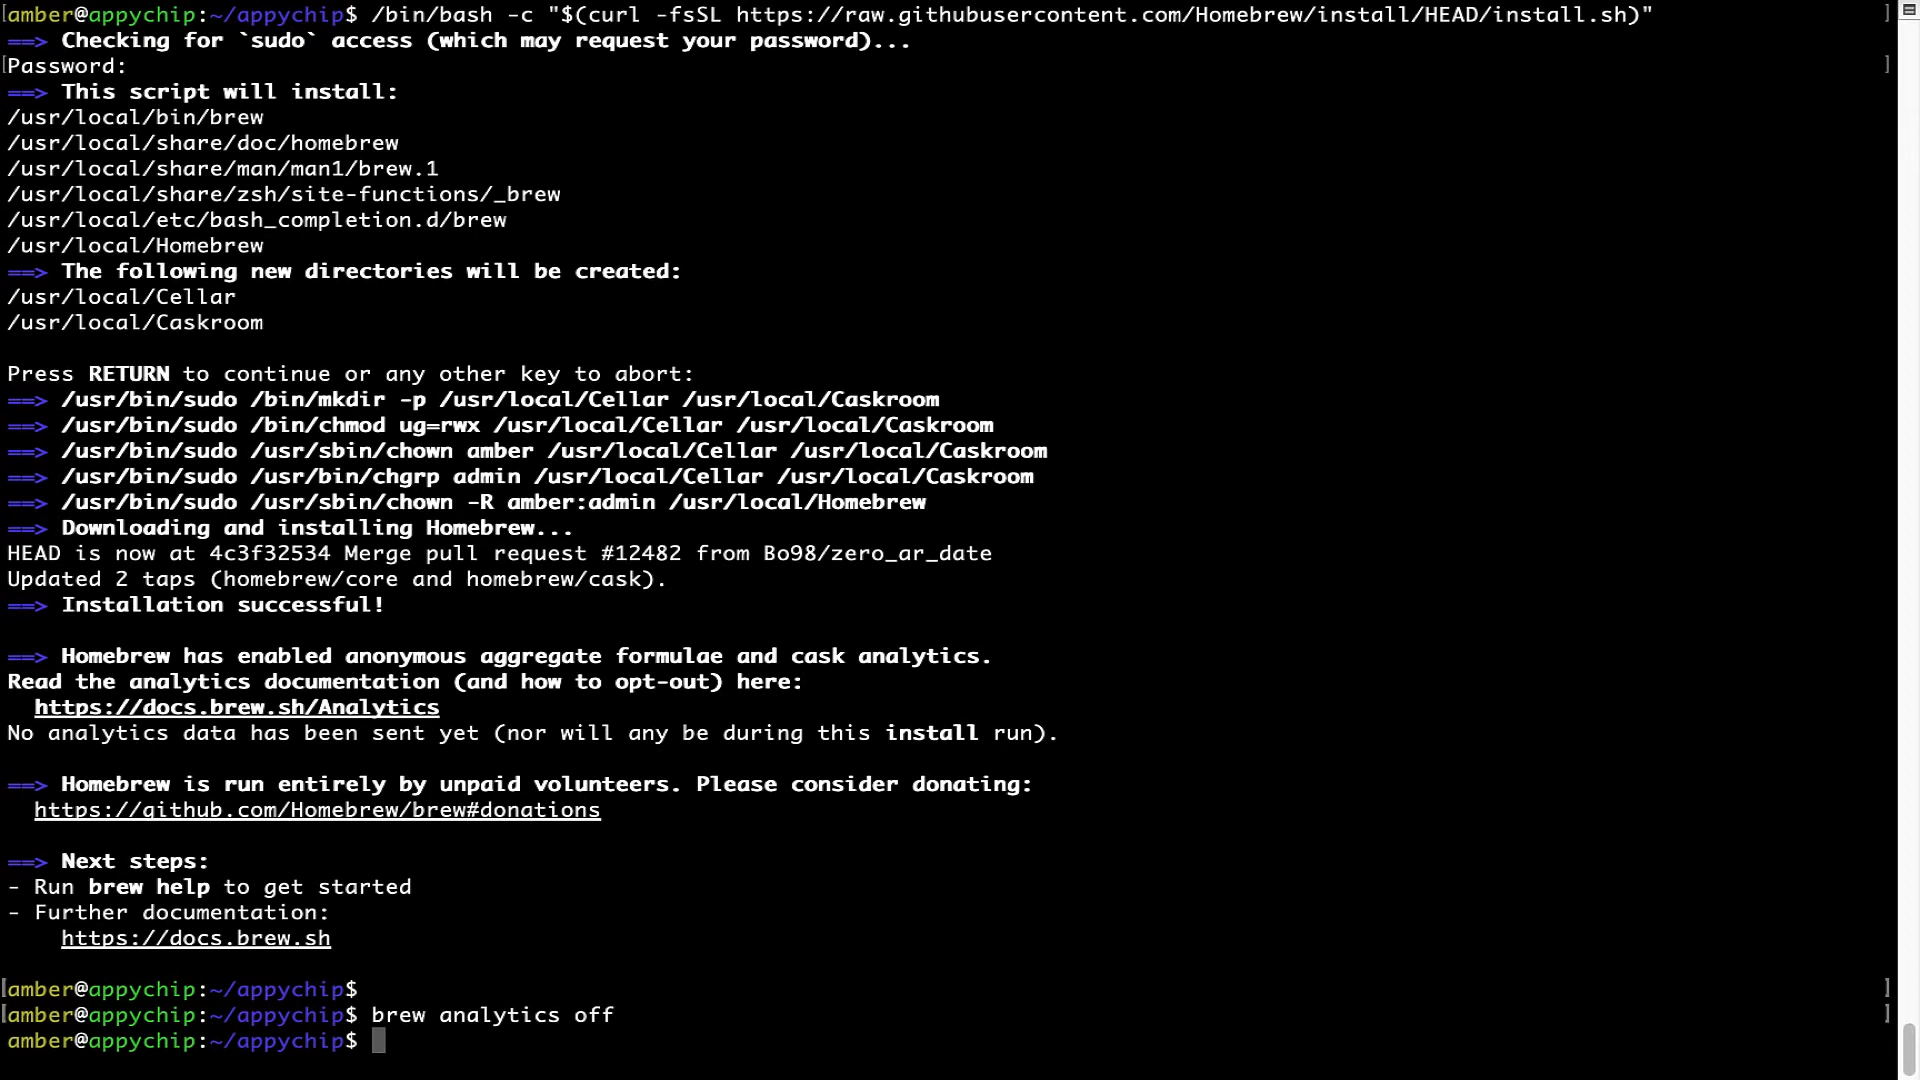 amber@appychip:~/appychip$ /bin/bash -c "$(curl -fsSL https://raw.githubusercontent.com/Homebrew/install/HEAD/install.sh)"
==> Checking for `sudo` access (which may request your password)...
Password:
==> This script will install:
/usr/local/bin/brew
/usr/local/share/doc/homebrew
/usr/local/share/man/man1/brew.1
/usr/local/share/zsh/site-functions/_brew
/usr/local/etc/bash_completion.d/brew
/usr/local/Homebrew
==> The following new directories will be created:
/usr/local/Cellar
/usr/local/Caskroom
Press RETURN to continue or any other key to abort:
==> /usr/bin/sudo /bin/mkdir -p /usr/local/Cellar /usr/local/Caskroom
==> /usr/bin/sudo /bin/chmod ug=rwx /usr/local/Cellar /usr/local/Caskroom
==> /usr/bin/sudo /usr/sbin/chown amber /usr/local/Cellar /usr/local/Caskroom
==> /usr/bin/sudo /usr/bin/chgrp admin /usr/local/Cellar /usr/local/Caskroom
==> /usr/bin/sudo /usr/sbin/chown -R amber:admin /usr/local/Homebrew
==> Downloading and installing Homebrew...
HEAD is now at 4c3f32534 Merge pull request #12482 from Bo98/zero_ar_date
Updated 2 taps (homebrew/core and homebrew/cask).
==> Installation successful!
==> Homebrew has enabled anonymous aggregate formulae and cask analytics.
Read the analytics documentation (and how to opt-out) here:
https://docs.brew.sh/Analytics
No analytics data has been sent yet (nor will any be during this install run).
==> Homebrew is run entirely by unpaid volunteers. Please consider donating:
https://github.com/Homebrew/brew#donations
==> Next steps:
- Run brew help to get started
- Further documentation:
https://docs.brew.sh
amber@appychip:~/appychip$
amber@appychip:~/appychip$ brew analytics off
amber@appychip:~/appychip$